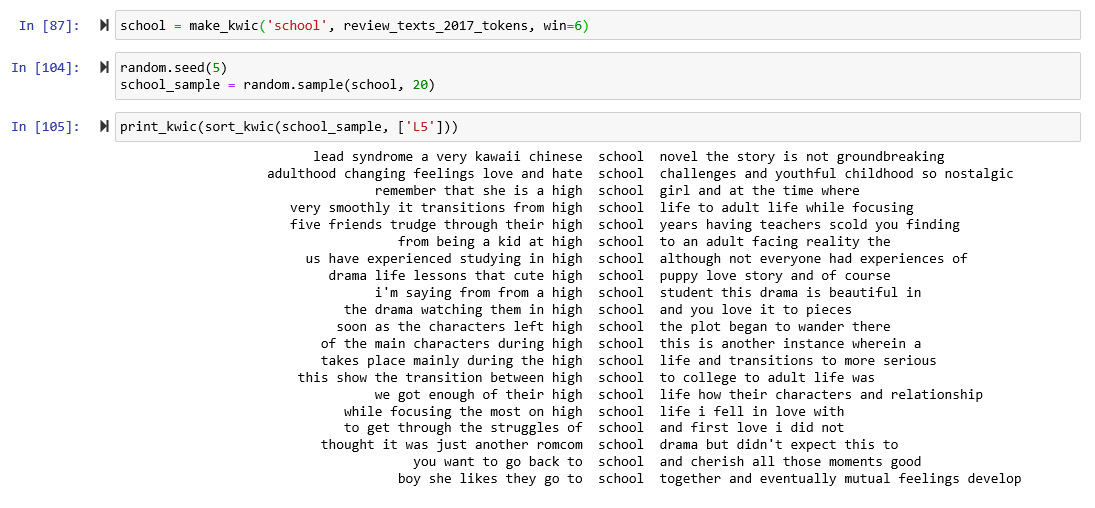 In [87]: school = make_kwic('school', review_texts_2017_tokens, win=6)
In [104]: random.seed(5)
school_sample = random.sample(school, 20)
In [105]: print_kwic(sort_kwic(school_sample, ['L5']))
lead syndrome a very kawaii chinese school novel the story is not groundbreaking
adulthood changing feelings love and hate school challenges and youthful childhood so nostalgic
remember that she is a high school girl and at the time where
very smoothly it transitions from high school life to adult life while focusing
five friends trudge through their high school years having teachers scold you finding
from being a kid at high school to an adult facing reality the
us have experienced studying in high school although not everyone had experiences of
drama life lessons that cute high school puppy love story and of course
i'm saying from from a high school student this drama is beautiful in
the drama watching them in high school and you love it to pieces
soon as the characters left high school the plot began to wander there
of the main characters during high school this is another instance wherein a
takes place mainly during the high school life and transitions to more serious
this show the transition between high school to college to adult life was
we got enough of their high school life how their characters and relationship
while focusing the most on high school life i fell in love with
to get through the struggles of school and first love i did not
thought it was just another romcom school drama but didn't expect this to
you want to go back to school and cherish all those moments good
boy she likes they go to school together and eventually mutual feelings develop